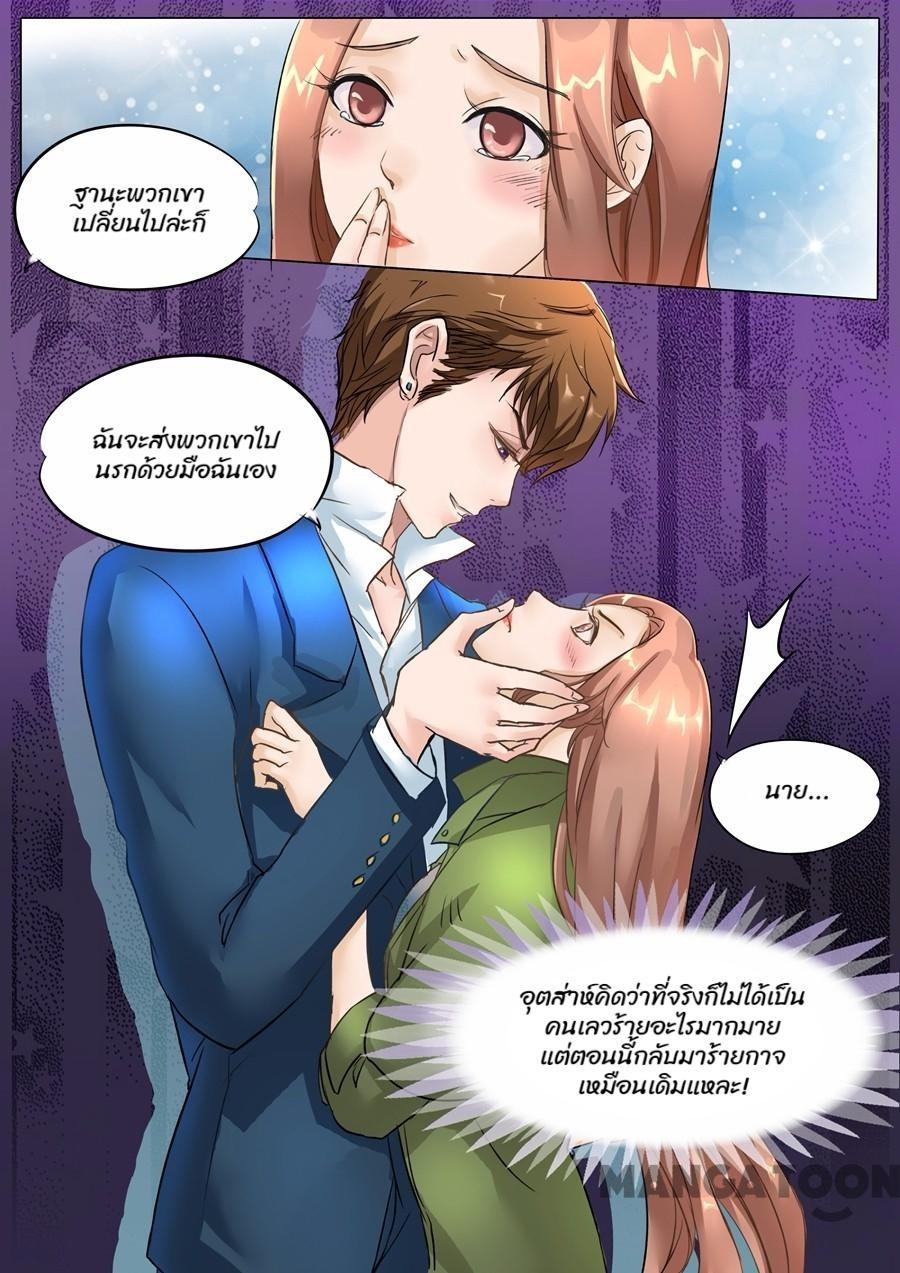 ฐานะพวกเขา
เปลี่ยนไปล่ะก็
ฉันจะส่งพวกเขาไป
นรกด้วยมือฉันเอง
นาย...
อุตส่าห์คิดว่าที่จริงก็ไม่ได้เป็น
คนเลวร้ายอะไรมากมาย
แต่ตอนนี้กลับมาร้ายกาจ
เหมือนเดิมแหละ!
MANGATOON